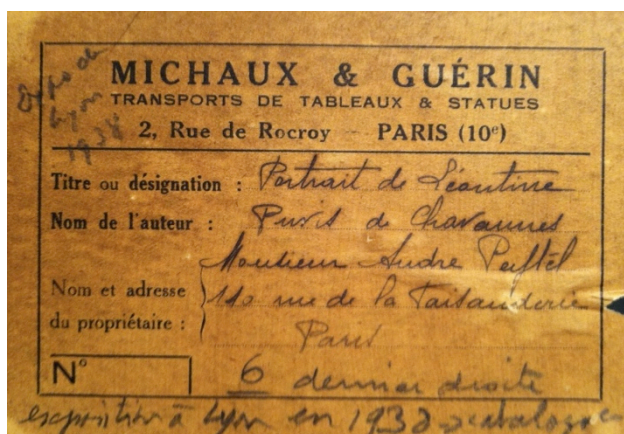 Expo de
Lyon
1938
MICHAUX & GUÉRIN
TRANSPORTS DE TABLEAUX & STATUES
2, Rue de Rocroy — PARIS (10e)
Titre ou désignation : Portrait de Léontine
Nom de l'auteur : Puvis de Chavannes
Nom et adresse
du propriétaire :
Monsieur André
110 rue de la Faisanderie
Paris
N° 6 dernier droite
exposition à Lyon en 1938 catalogue